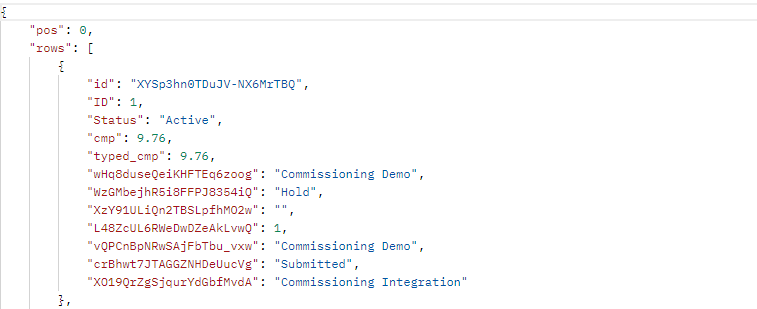 {
"pos": 0,
"rows": [
{
"id": "XYSp3hn0TDuJV-NX6MrTBQ",
"ID": 1,
"Status": "Active",
"cmp": 9.76,
"typed_cmp": 9.76,
"wHq8duseQeiKHFTEq6zoog": "Commissioning Demo",
"WzGMbejhR5i8FFPJ8354iQ": "Hold",
"XzY91ULiQn2TBSLpfhMO2w": "",
"L48ZcUL6RWeDwDZeAkLvwQ": 1,
"vQPCnBpNRwSAjFbTbu_vxw": "Commissioning Demo",
"crBhwt7JTAGGZNHDeUucVg": "Submitted",
"XO19QrZgSjqurYdGbfMvdA": "Commissioning Integration"
},